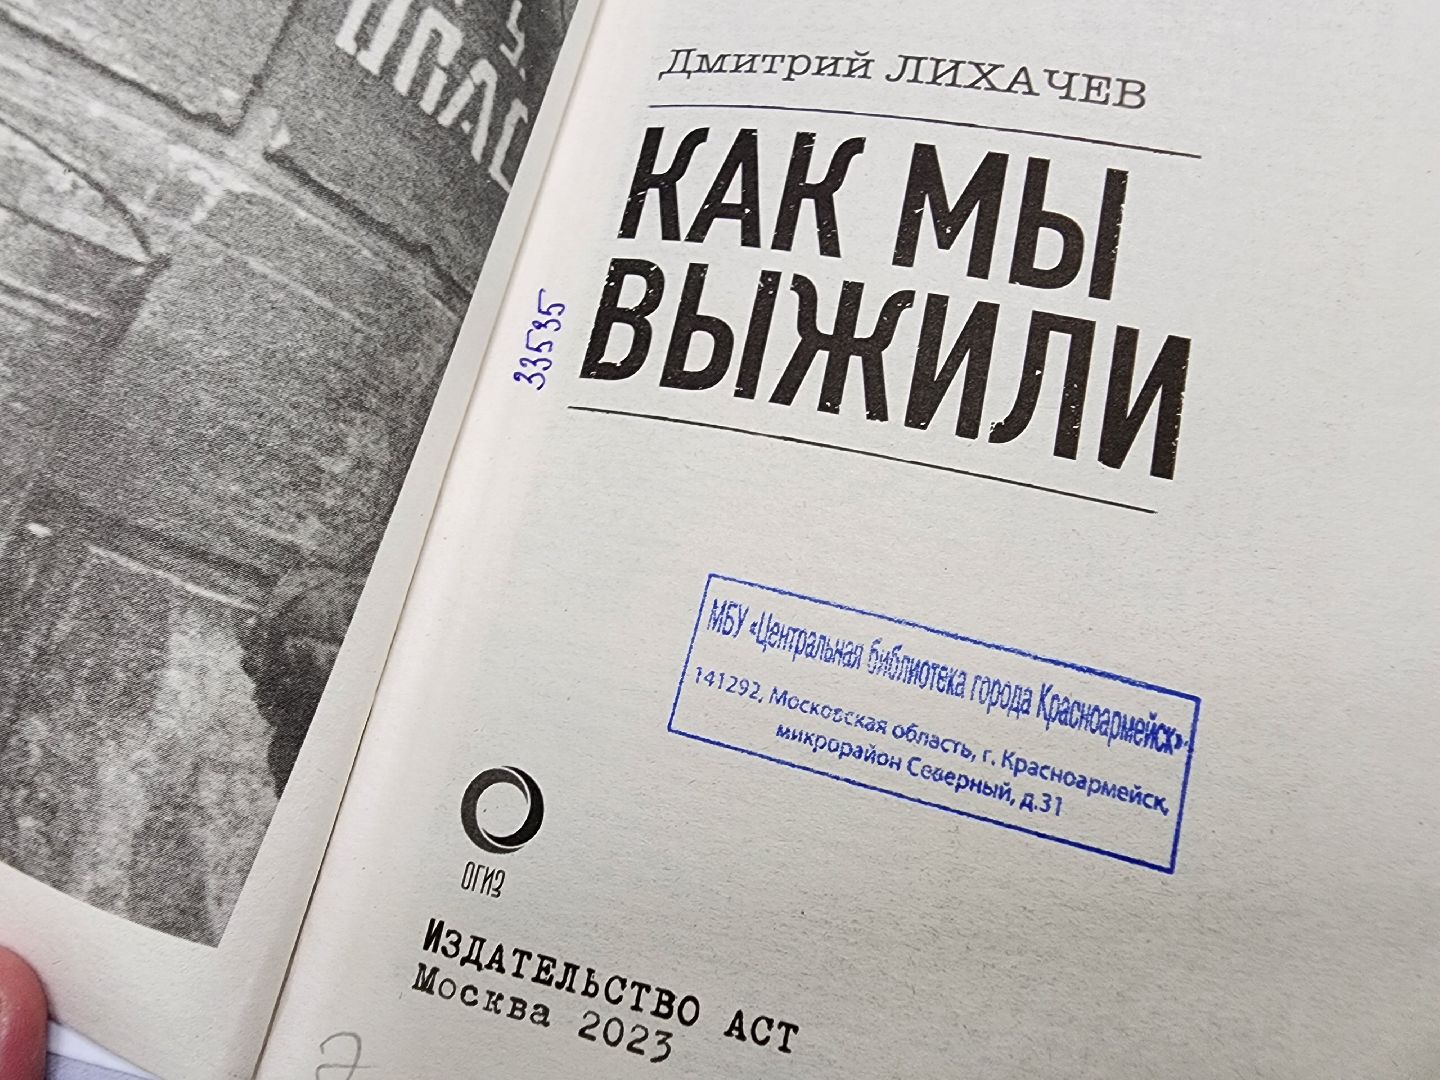 Дмитрий ЛИХАЧЕВ
КАК МЫ
ВЫЖИЛИ
33535
МБУ «Центральная библиотека города Красноармейск»
141292, Московская область, г. Красноармейск,
микрорайон Северный, д.31
ОГИЗ
ИЗДАТЕЛЬСТВО АСТ
Москва 2023